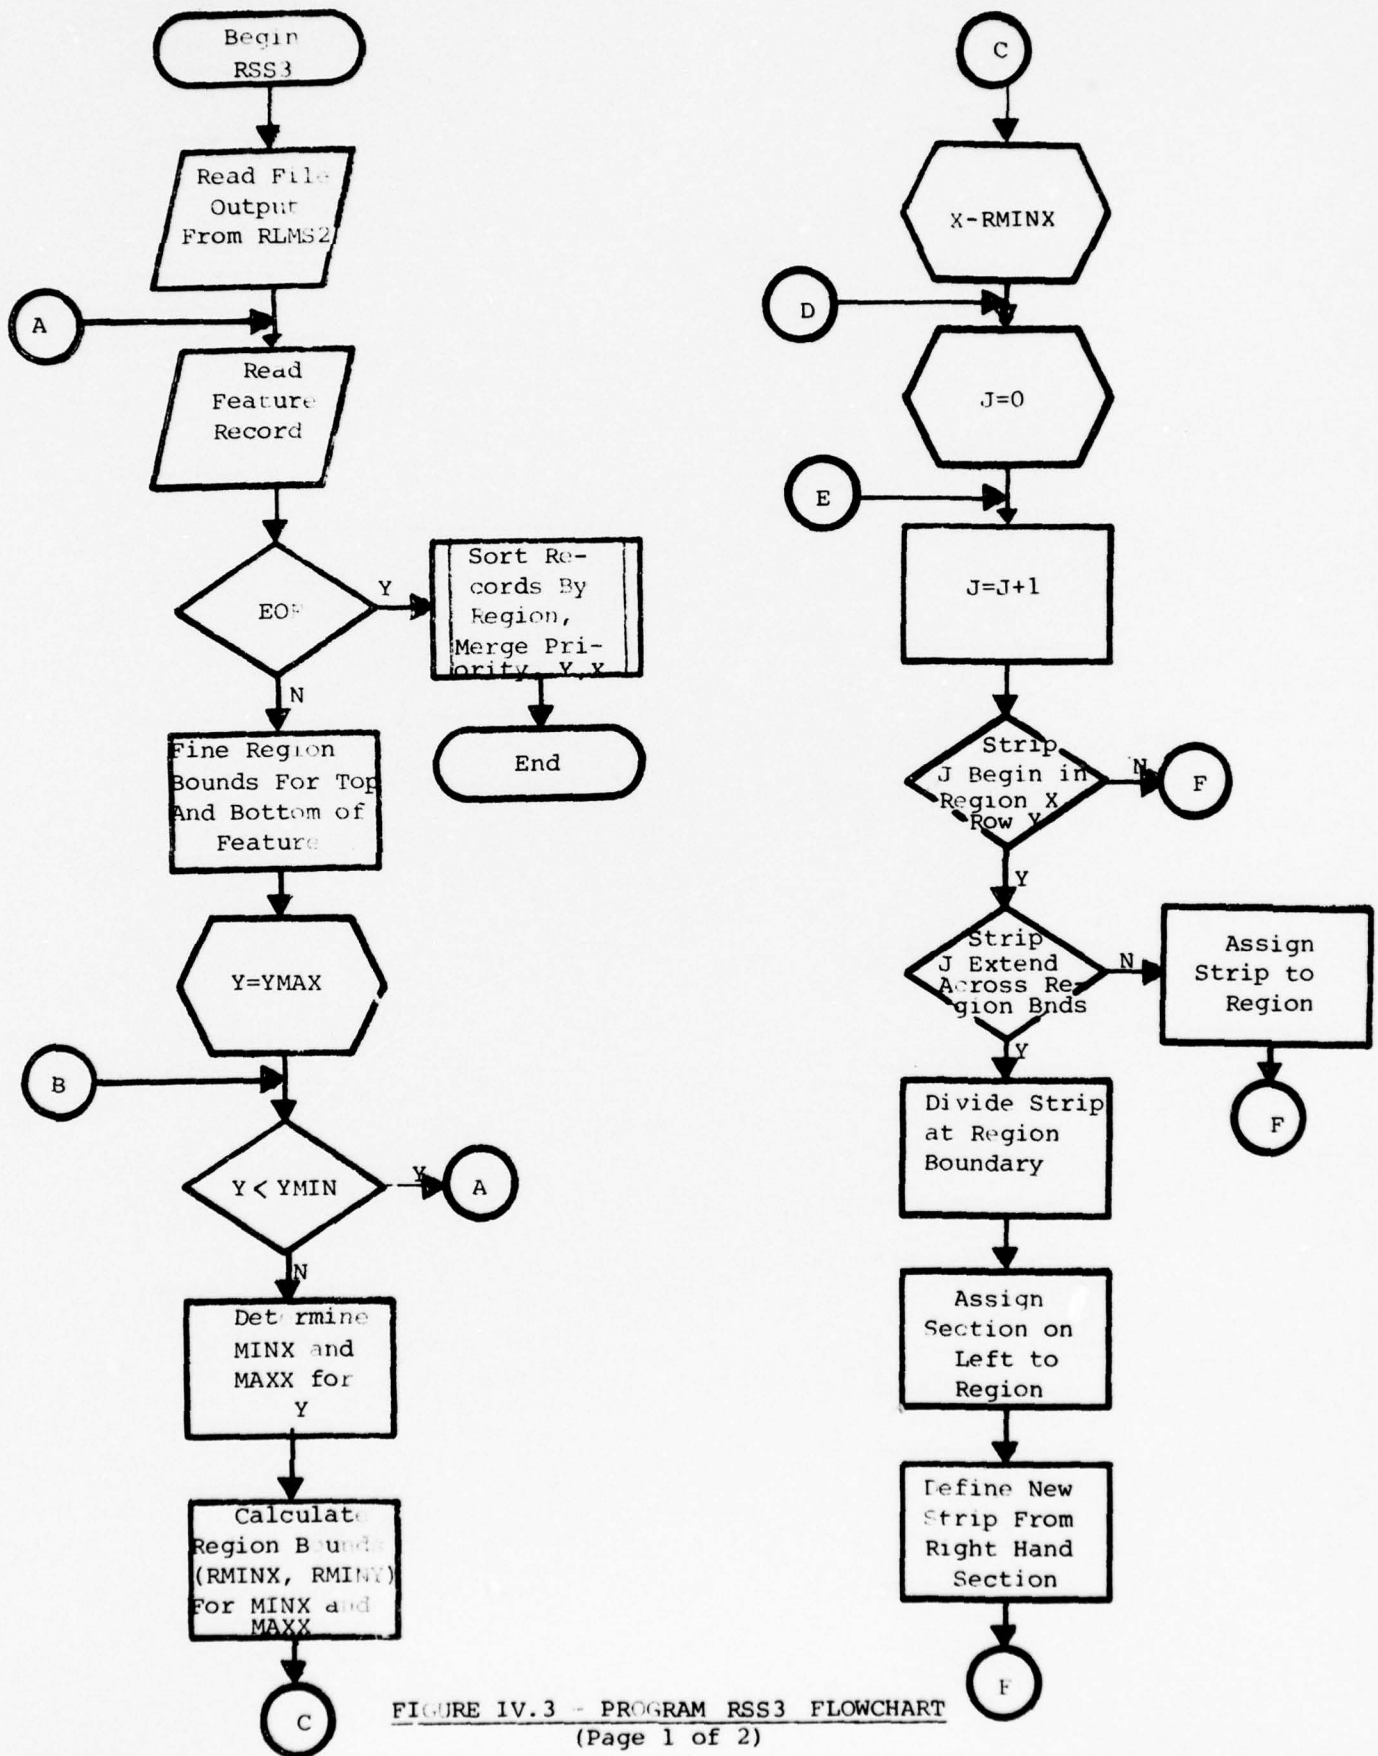 Begin
RSS3
Read File
Output
From RLMS2
A
Read
Feature
Record
EOF
Y
Sort Re-
cords By
Region,
Merge Pri-
ority, Y,X
End
N
Fine Region
Bounds For Top
And Bottom of
Feature
Y=YMAX
B
Y < YMIN
Y
A
N
Determine
MINX and
MAXX for
Y
Calculate
Region Bounds
(RMINX, RMINY)
For MINX and
MAXX
C
C
X-RMINX
D
J=0
E
J=J+1
Strip
J Begin in
Region X
Row Y
N
F
Y
Strip
J Extend
Across Re-
gion Bnds
N
Assign
Strip to
Region
F
Y
Divide Strip
at Region
Boundary
Assign
Section on
Left to
Region
Define New
Strip From
Right Hand
Section
F
FIGURE IV.3 - PROGRAM RSS3 FLOWCHART
(Page 1 of 2)